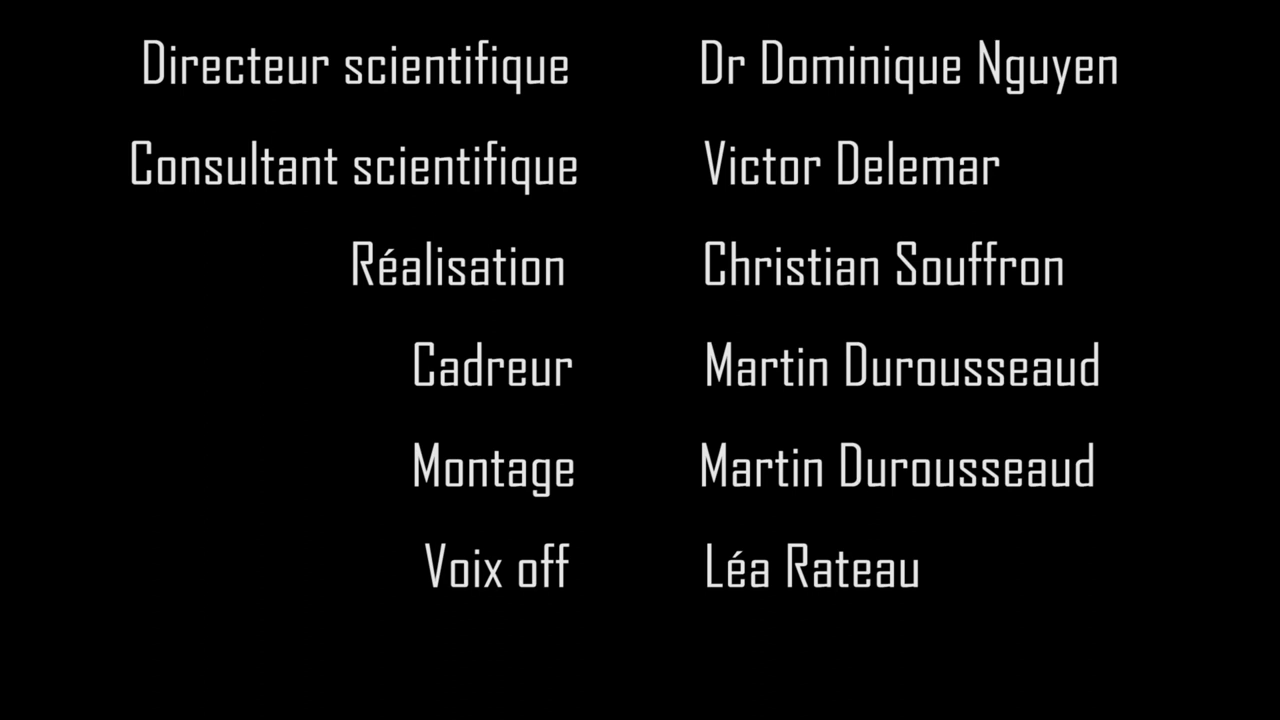 Directeur scientifique Dr Dominique Nguyen
Consultant scientifique Victor Delemar
Réalisation Christian Souffron
Cadreur Martin Durousseaud
Montage Martin Durousseaud
Voix off Léa Rateau